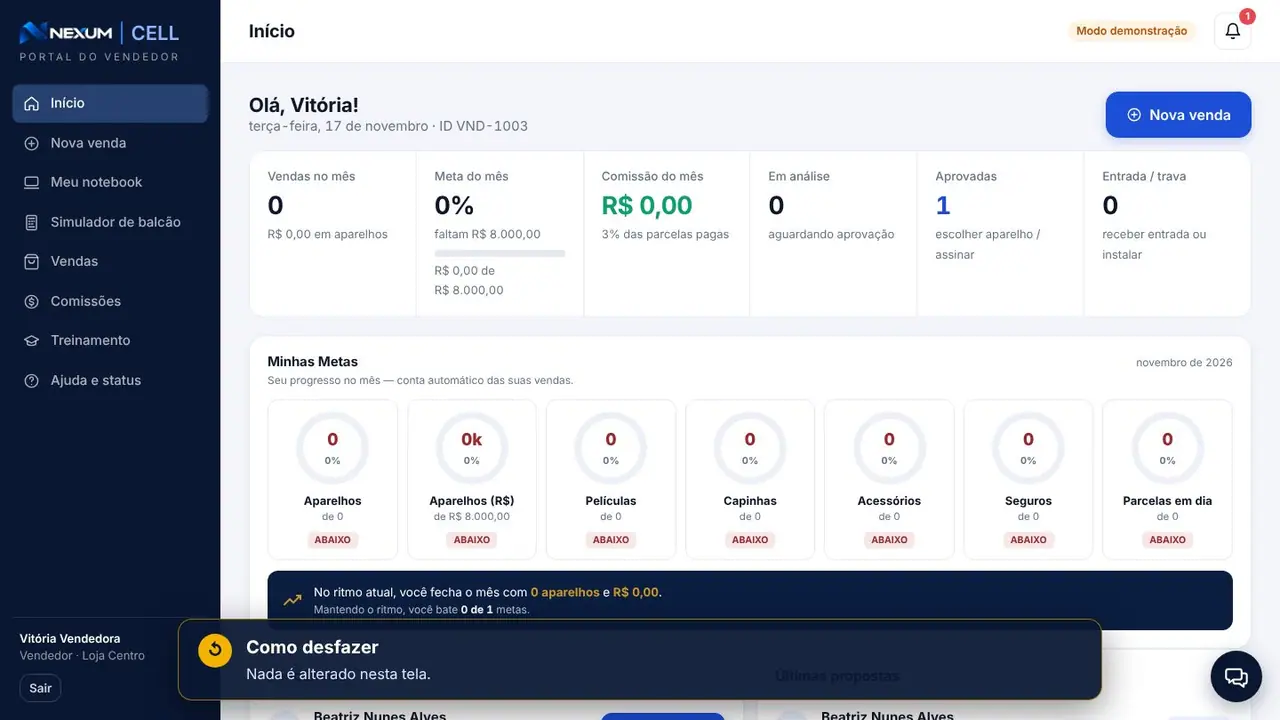 NEXUM | CELL
PORTAL DO VENDEDOR
Início
Nova venda
Meu notebook
Simulador de balcão
Vendas
Comissões
Treinamento
Ajuda e status
Vitória Vendedora
Vendedor · Loja Centro
Sair
Início
Modo demonstração
1
Olá, Vitória!
terça-feira, 17 de novembro · ID VND-1003
Nova venda
Vendas no mês
0
R$ 0,00 em aparelhos
Meta do mês
0%
faltam R$ 8.000,00
R$ 0,00 de
R$ 8.000,00
Comissão do mês
R$ 0,00
3% das parcelas pagas
Em análise
0
aguardando aprovação
Aprovadas
1
escolher aparelho /
assinar
Entrada / trava
0
receber entrada ou
instalar
Minhas Metas
novembro de 2026
Seu progresso no mês — conta automático das suas vendas.
0
0%
Aparelhos
de 0
ABAIXO
0k
0%
Aparelhos (R$)
de R$ 8.000,00
ABAIXO
0
0%
Películas
de 0
ABAIXO
0
0%
Capinhas
de 0
ABAIXO
0
0%
Acessórios
de 0
ABAIXO
0
0%
Seguros
de 0
ABAIXO
0
0%
Parcelas em dia
de 0
ABAIXO
No ritmo atual, você fecha o mês com 0 aparelhos e R$ 0,00.
Mantendo o ritmo, você bate 0 de 1 metas.
Como desfazer
Nada é alterado nesta tela.
Últimas propostas
Beatriz Nunes Alves
Beatriz Nunes Alves